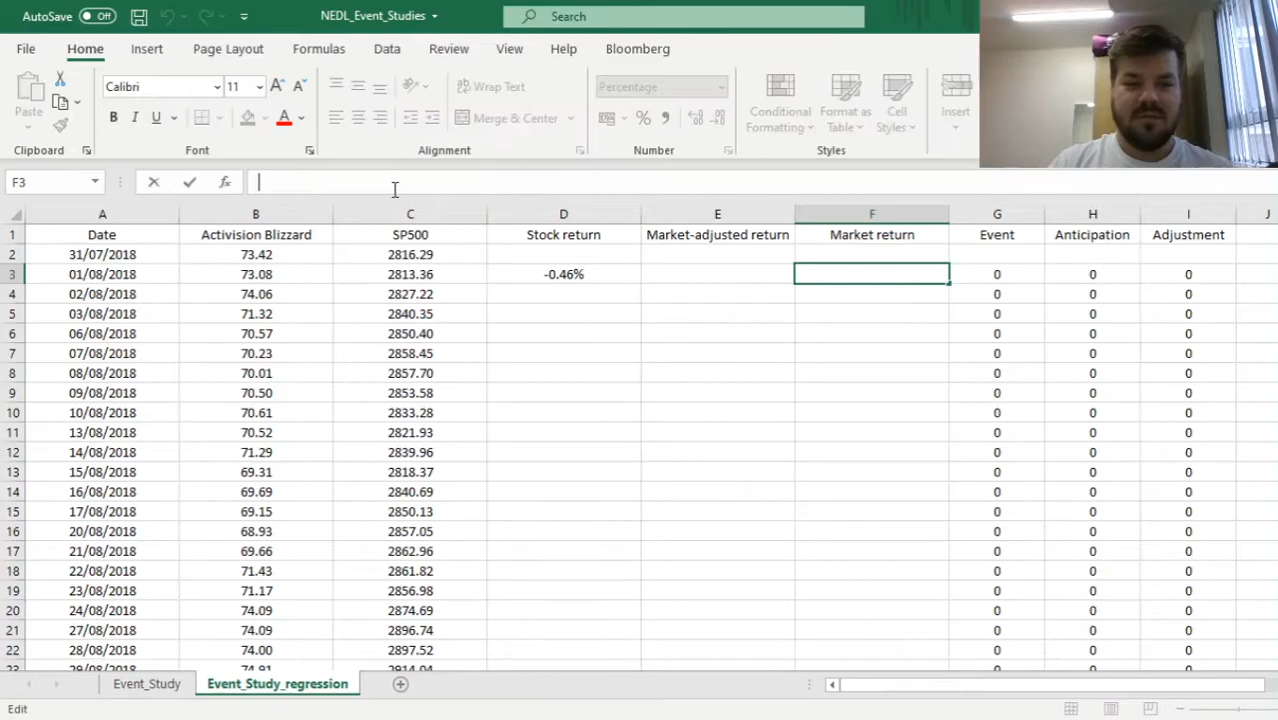 AutoSave Off NEDL_Event_Studies Search
File Home Insert Page Layout Formulas Data Review View Help Bloomberg
Paste Calibri 11 Wrap Text Percentage Conditional Formatting Format as Table Cell Styles Insert
B I U A Merge & Center %
Clipboard Font Alignment Number Styles
F3 fx
A B C D E F G H I J
1 Date Activision Blizzard SP500 Stock return Market-adjusted return Market return Event Anticipation Adjustment
2 31/07/2018 73.42 2816.29
3 01/08/2018 73.08 2813.36 -0.46% 0 0 0
4 02/08/2018 74.06 2827.22 0 0 0
5 03/08/2018 71.32 2840.35 0 0 0
6 06/08/2018 70.57 2850.40 0 0 0
7 07/08/2018 70.23 2858.45 0 0 0
8 08/08/2018 70.01 2857.70 0 0 0
9 09/08/2018 70.50 2853.58 0 0 0
10 10/08/2018 70.61 2833.28 0 0 0
11 13/08/2018 70.52 2821.93 0 0 0
12 14/08/2018 71.29 2839.96 0 0 0
13 15/08/2018 69.31 2818.37 0 0 0
14 16/08/2018 69.69 2840.69 0 0 0
15 17/08/2018 69.15 2850.13 0 0 0
16 20/08/2018 68.93 2857.05 0 0 0
17 21/08/2018 69.66 2862.96 0 0 0
18 22/08/2018 71.43 2861.82 0 0 0
19 23/08/2018 71.17 2856.98 0 0 0
20 24/08/2018 74.09 2874.69 0 0 0
21 27/08/2018 74.09 2896.74 0 0 0
22 28/08/2018 74.00 2897.52 0 0 0
23 29/08/2018 74.91 2914.04 0 0 0
Event_Study Event_Study_regression
Edit